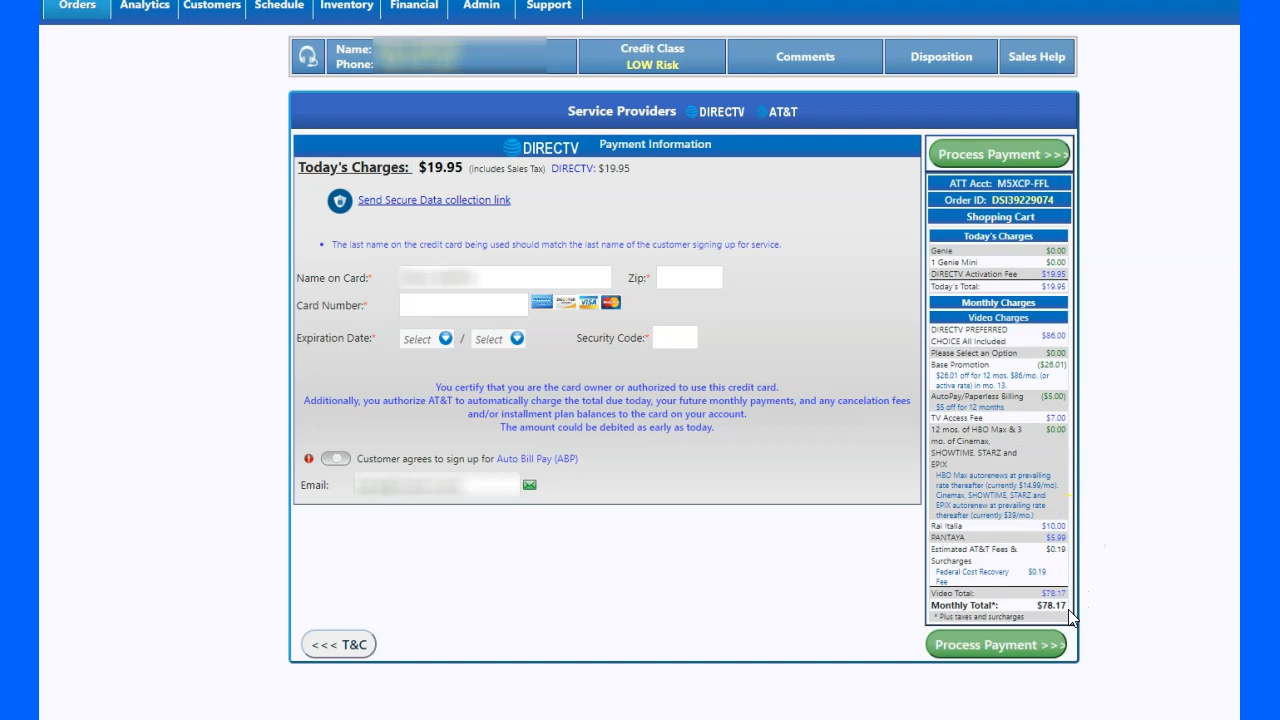 Orders Analytics Customers Schedule Inventory Financial Admin Support
Name:
Phone:
Credit Class
LOW Risk
Comments
Disposition
Sales Help
Service Providers DIRECTV AT&T
DIRECTV Payment Information
Today's Charges: $19.95 (includes Sales Tax) DIRECTV: $19.95
Send Secure Data collection link
• The last name on the credit card being used should match the last name of the customer signing up for service.
Name on Card:* Zip:*
Card Number:* AMERICAN EXPRESS DISCOVER VISA
Expiration Date:* Select / Select Security Code:*
You certify that you are the card owner or authorized to use this credit card.
Additionally, you authorize AT&T to automatically charge the total due today, your future monthly payments, and any cancelation fees
and/or installment plan balances to the card on your account.
The amount could be debited as early as today.
Customer agrees to sign up for Auto Bill Pay (ABP)
Email:
<<< T&C
Process Payment >>>
ATT Acct: M5XCP-FFL
Order ID: DSI39229074
Shopping Cart
Today's Charges
Genie $0.00
1 Genie Mini $0.00
DIRECTV Activation Fee $19.95
Today's Total: $19.95
Monthly Charges
Video Charges
DIRECTV PREFERRED
CHOICE All Included $86.00
Please Select an Option $0.00
Base Promotion ($26.01)
$26.01 off for 12 mos. $86/mo. (or
active rate) in mo. 13.
AutoPay/Paperless Billing ($5.00)
$5 off for 12 months
TV Access Fee $7.00
12 mos. of HBO Max & 3 $0.00
mo. of Cinemax,
SHOWTIME, STARZ and
EPIX
HBO Max autorenews at prevailing
rate thereafter (currently $14.99/mo).
Cinemax, SHOWTIME, STARZ and
EPIX autorenew at prevailing rate
thereafter (currently $39/mo.)
Rai Italia $10.00
PANTAYA $5.99
Estimated AT&T Fees & $0.19
Surcharges
Federal Cost Recovery $0.19
Fee
Video Total: $78.17
Monthly Total*: $78.17
* Plus taxes and surcharges
Process Payment >>>